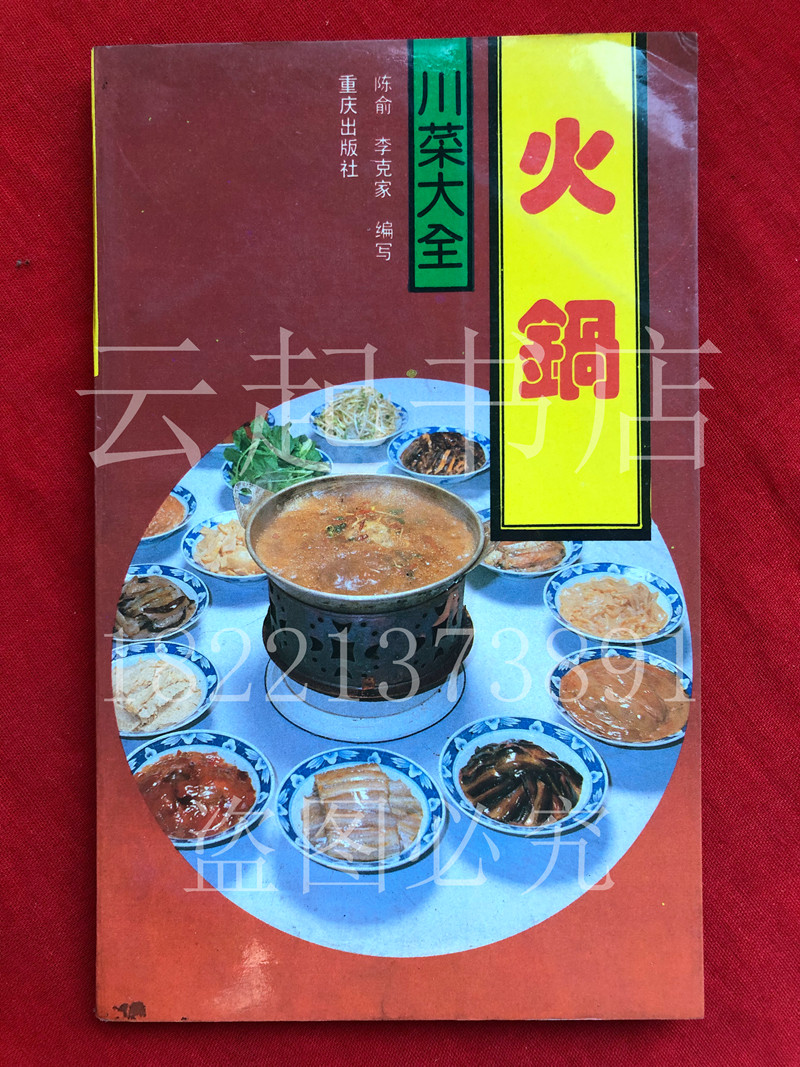 火鍋
川菜大全
陈俞 李克家 编写
重庆出版社
云起书店
18221373891
盗图必究